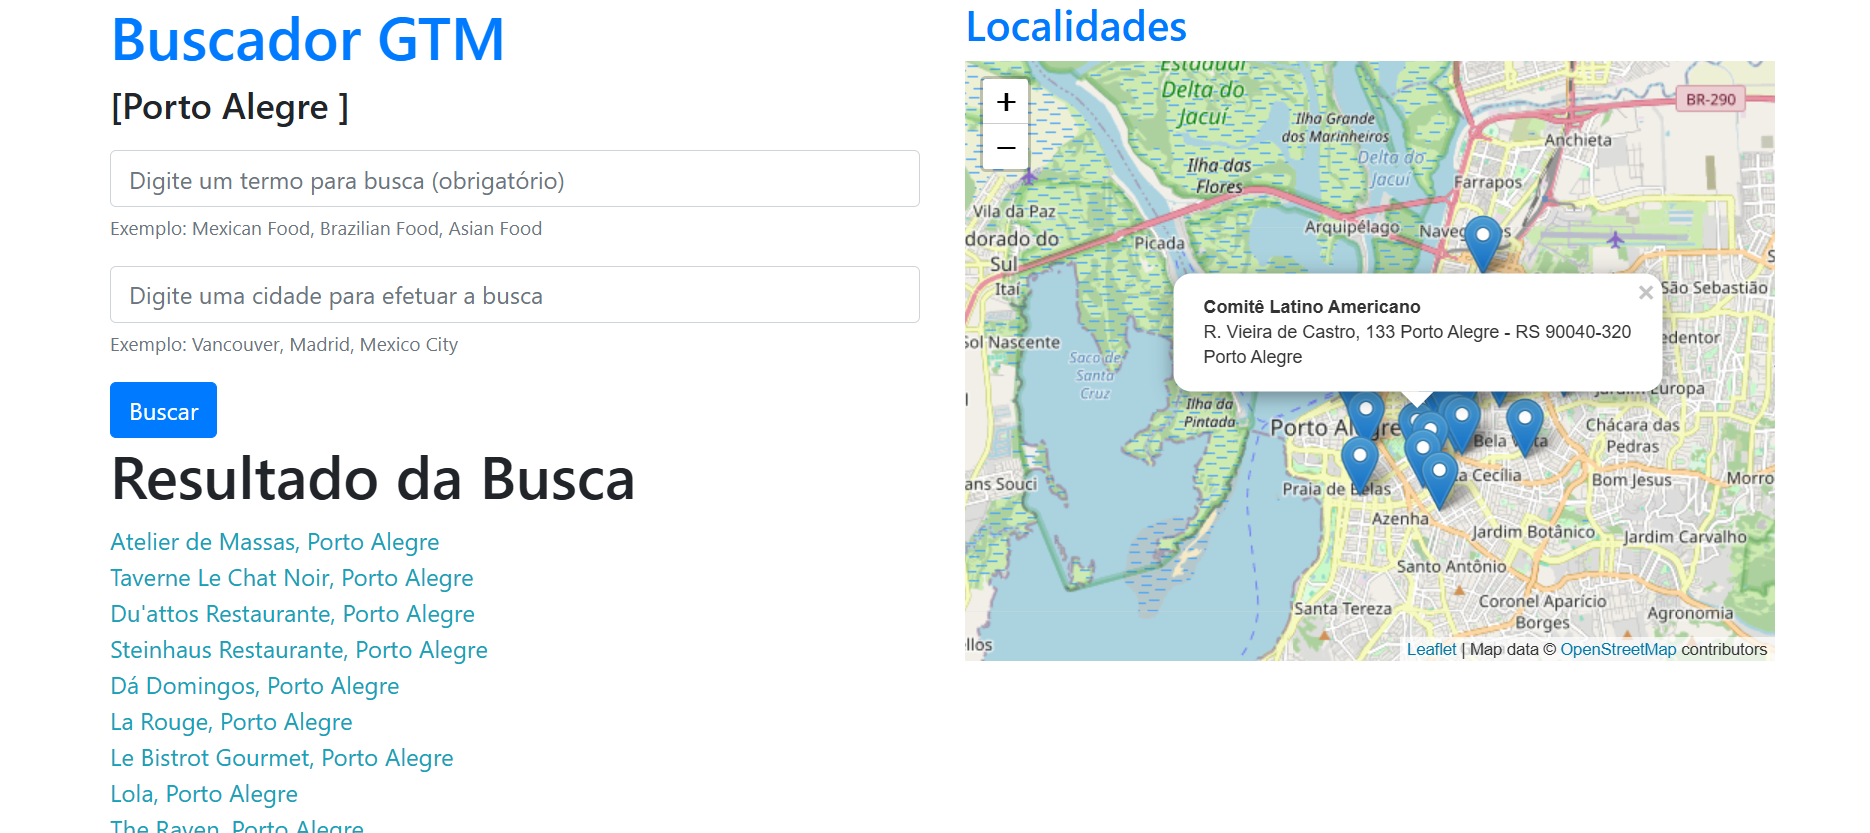 Buscador GTM
[Porto Alegre ]
Digite um termo para busca (obrigatório)
Exemplo: Mexican Food, Brazilian Food, Asian Food
Digite uma cidade para efetuar a busca
Exemplo: Vancouver, Madrid, Mexico City
Buscar
Resultado da Busca
Atelier de Massas, Porto Alegre
Taverne Le Chat Noir, Porto Alegre
Du'attos Restaurante, Porto Alegre
Steinhaus Restaurante, Porto Alegre
Dá Domingos, Porto Alegre
La Rouge, Porto Alegre
Le Bistrot Gourmet, Porto Alegre
Lola, Porto Alegre
The Raven, Porto Alegre
Localidades
+
−
Estadual
Delta do
Jacuí
Ilha Grande
dos Marinheiros
BR-290
Anchieta
Delta do
Jacuí
Ilha das
Flores
Farrapos
Vila da Paz
Arquipélago
dorado do
Sul
Picada
Itaí
São Sebastião
Comitê Latino Americano
R. Vieira de Castro, 133 Porto Alegre - RS 90040-320
Porto Alegre
×
Sol Nascente
Saco de
Santa
Cruz
Ilha da
Pintada
Porto Alegre
Bela Vista
Chácara das
Pedras
ans Souci
Praia de Belas
Bom Jesus
Morro
Azenha
Jardim Botânico
Jardim Carvalho
Santo Antônio
Santa Tereza
Coronel Aparício
Borges
Agronomia
llos
Leaflet | Map data © OpenStreetMap contributors